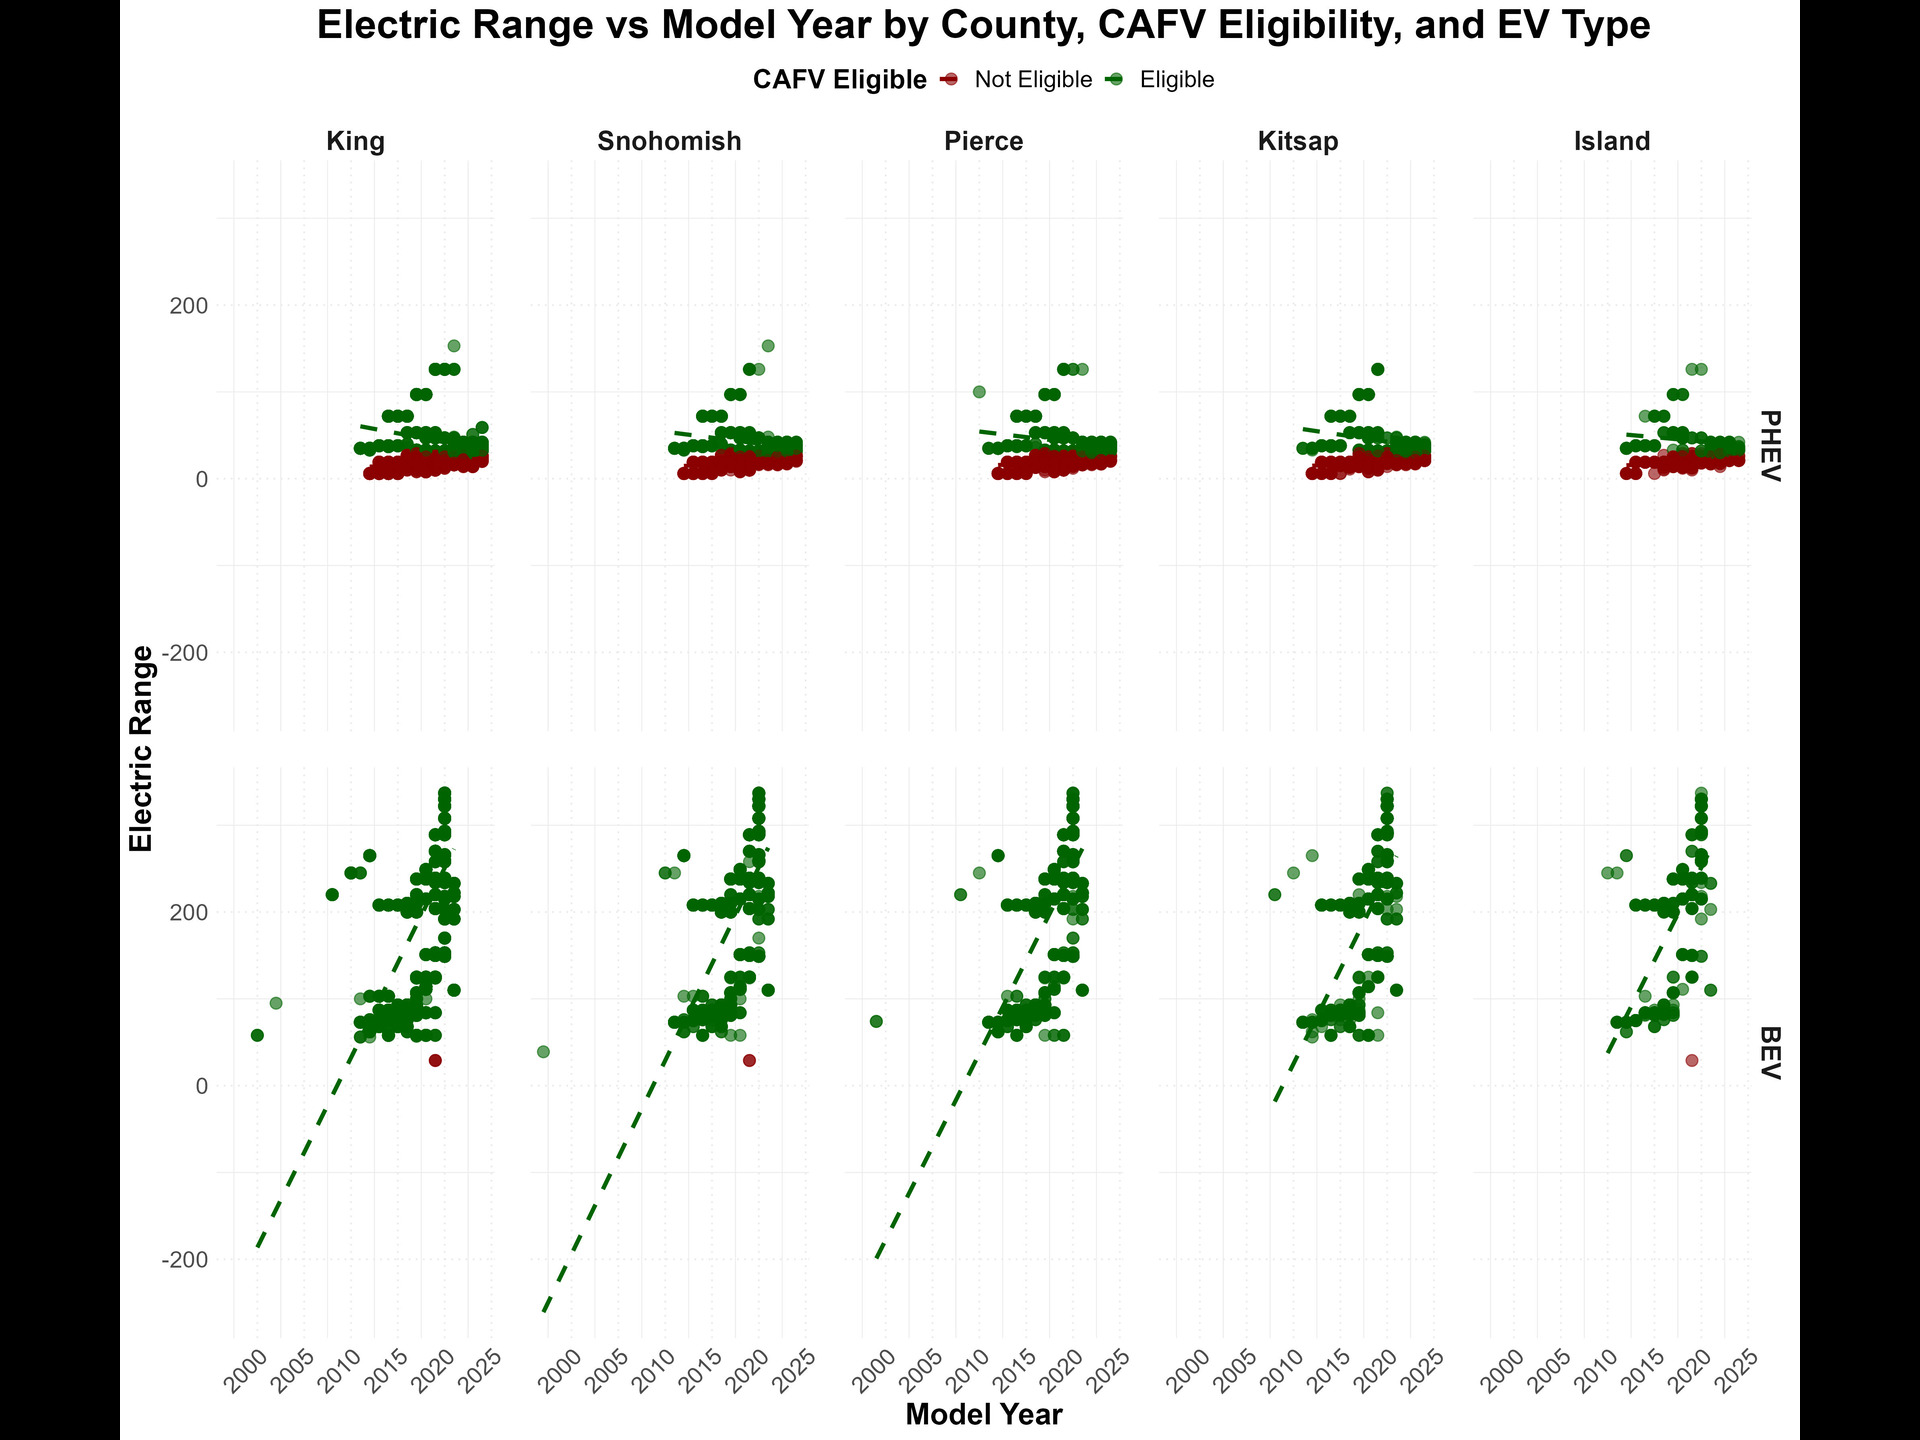 Electric Range vs Model Year by County, CAFV Eligibility, and EV Type
CAFV Eligible Not Eligible Eligible
King Snohomish Pierce Kitsap Island
200
0
-200
PHEV
Electric Range
200
0
-200
BEV
2000 2005 2010 2015 2020 2025 2000 2005 2010 2015 2020 2025 2000 2005 2010 2015 2020 2025 2000 2005 2010 2015 2020 2025 2000 2005 2010 2015 2020 2025
Model Year